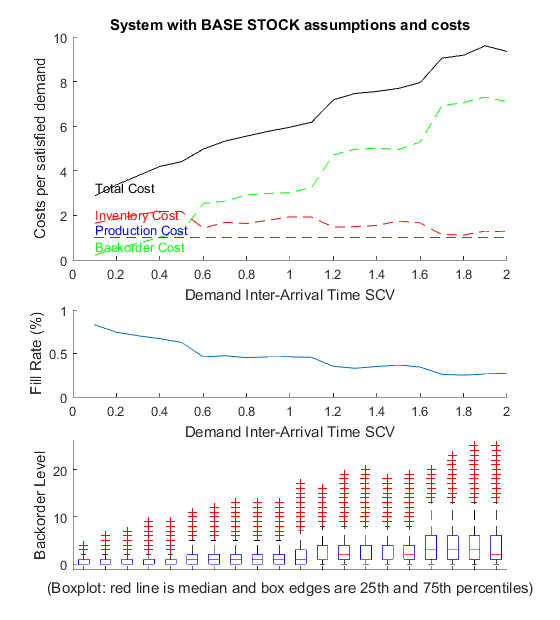 System with BASE STOCK assumptions and costs
Costs per satisfied demand
10
8
6
4
2
0
Total Cost
Inventory Cost
Production Cost
Backorder Cost
0 0.2 0.4 0.6 0.8 1 1.2 1.4 1.6 1.8 2
Demand Inter-Arrival Time SCV
Fill Rate (%)
1
0.5
0
0 0.2 0.4 0.6 0.8 1 1.2 1.4 1.6 1.8 2
Demand Inter-Arrival Time SCV
Backorder Level
20
10
0
(Boxplot: red line is median and box edges are 25th and 75th percentiles)